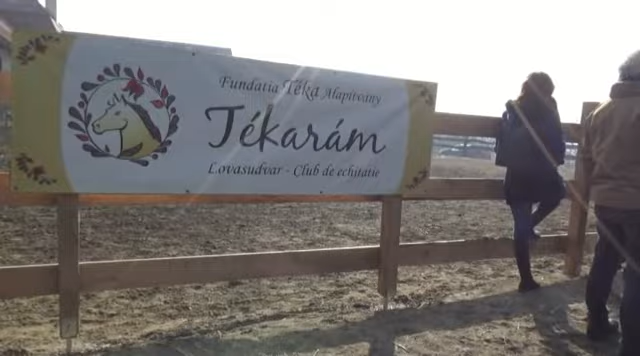 Fundatia Téka Alapítvány
Tékarám
Lovasudvar - Club de echitatie